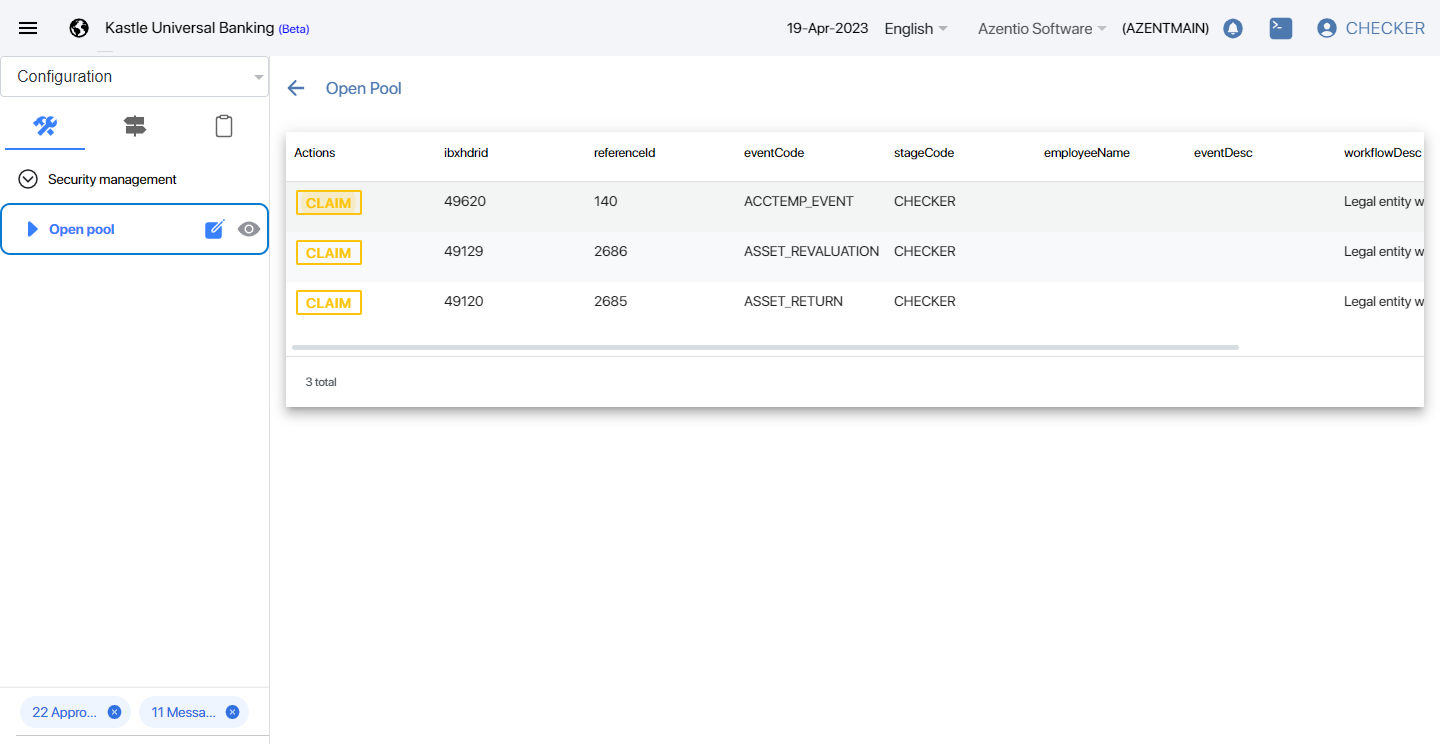 Kastle Universal Banking (Beta) 19-Apr-2023 English Azentio Software (AZENTMAIN) CHECKER
Configuration
Security management
Open pool
Open Pool
Actions ibxhdrid referenceId eventCode stageCode employeeName eventDesc workflowDesc
CLAIM 49620 140 ACCTEMP_EVENT CHECKER Legal entity w
CLAIM 49129 2686 ASSET_REVALUATION CHECKER Legal entity w
CLAIM 49120 2685 ASSET_RETURN CHECKER Legal entity w
3 total
22 Appro... 11 Messa...